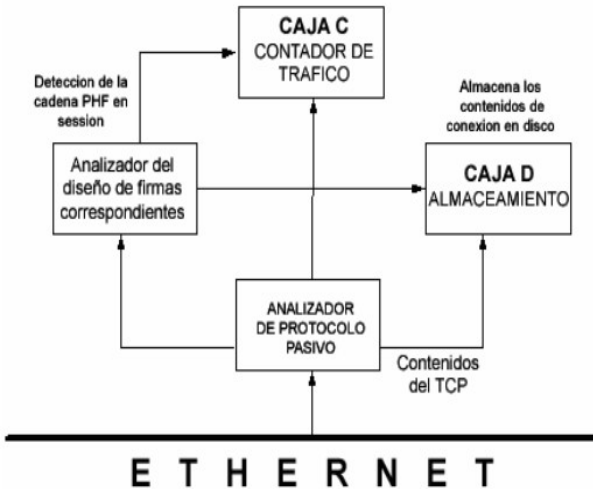 CAJA C
CONTADOR DE
TRAFICO
Deteccion de la
cadena PHF en
session
Almacena los
contenidos de
conexion en disco
Analizador del
diseño de firmas
correspondientes
CAJA D
ALMACEAMIENTO
ANALIZADOR
DE PROTOCOLO
PASIVO
Contenidos
del TCP
E T H E R N E T